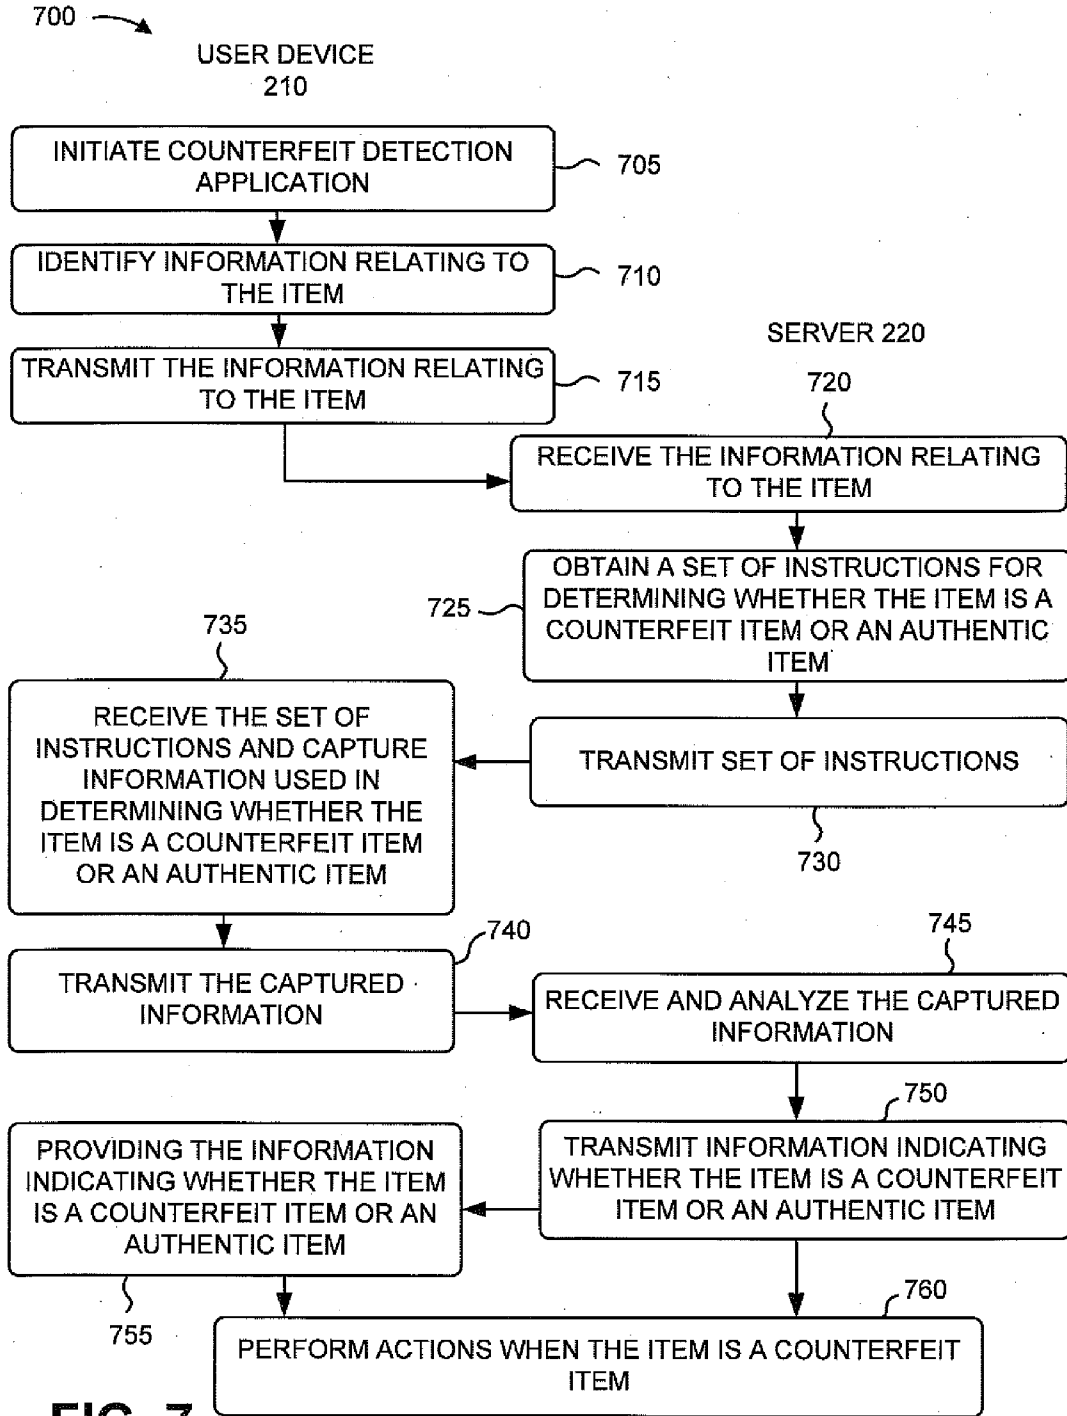 700
USER DEVICE
210
INITIATE COUNTERFEIT DETECTION
APPLICATION
705
IDENTIFY INFORMATION RELATING TO
THE ITEM
710
TRANSMIT THE INFORMATION RELATING
TO THE ITEM
715
SERVER 220
720
RECEIVE THE INFORMATION RELATING
TO THE ITEM
OBTAIN A SET OF INSTRUCTIONS FOR
DETERMINING WHETHER THE ITEM IS A
COUNTERFEIT ITEM OR AN AUTHENTIC
ITEM
725
TRANSMIT SET OF INSTRUCTIONS
730
735
RECEIVE THE SET OF
INSTRUCTIONS AND CAPTURE
INFORMATION USED IN
DETERMINING WHETHER THE
ITEM IS A COUNTERFEIT ITEM
OR AN AUTHENTIC ITEM
740
TRANSMIT THE CAPTURED
INFORMATION
745
RECEIVE AND ANALYZE THE CAPTURED
INFORMATION
750
TRANSMIT INFORMATION INDICATING
WHETHER THE ITEM IS A COUNTERFEIT
ITEM OR AN AUTHENTIC ITEM
PROVIDING THE INFORMATION
INDICATING WHETHER THE ITEM
IS A COUNTERFEIT ITEM OR AN
AUTHENTIC ITEM
755
760
PERFORM ACTIONS WHEN THE ITEM IS A COUNTERFEIT
ITEM
FIG. 7